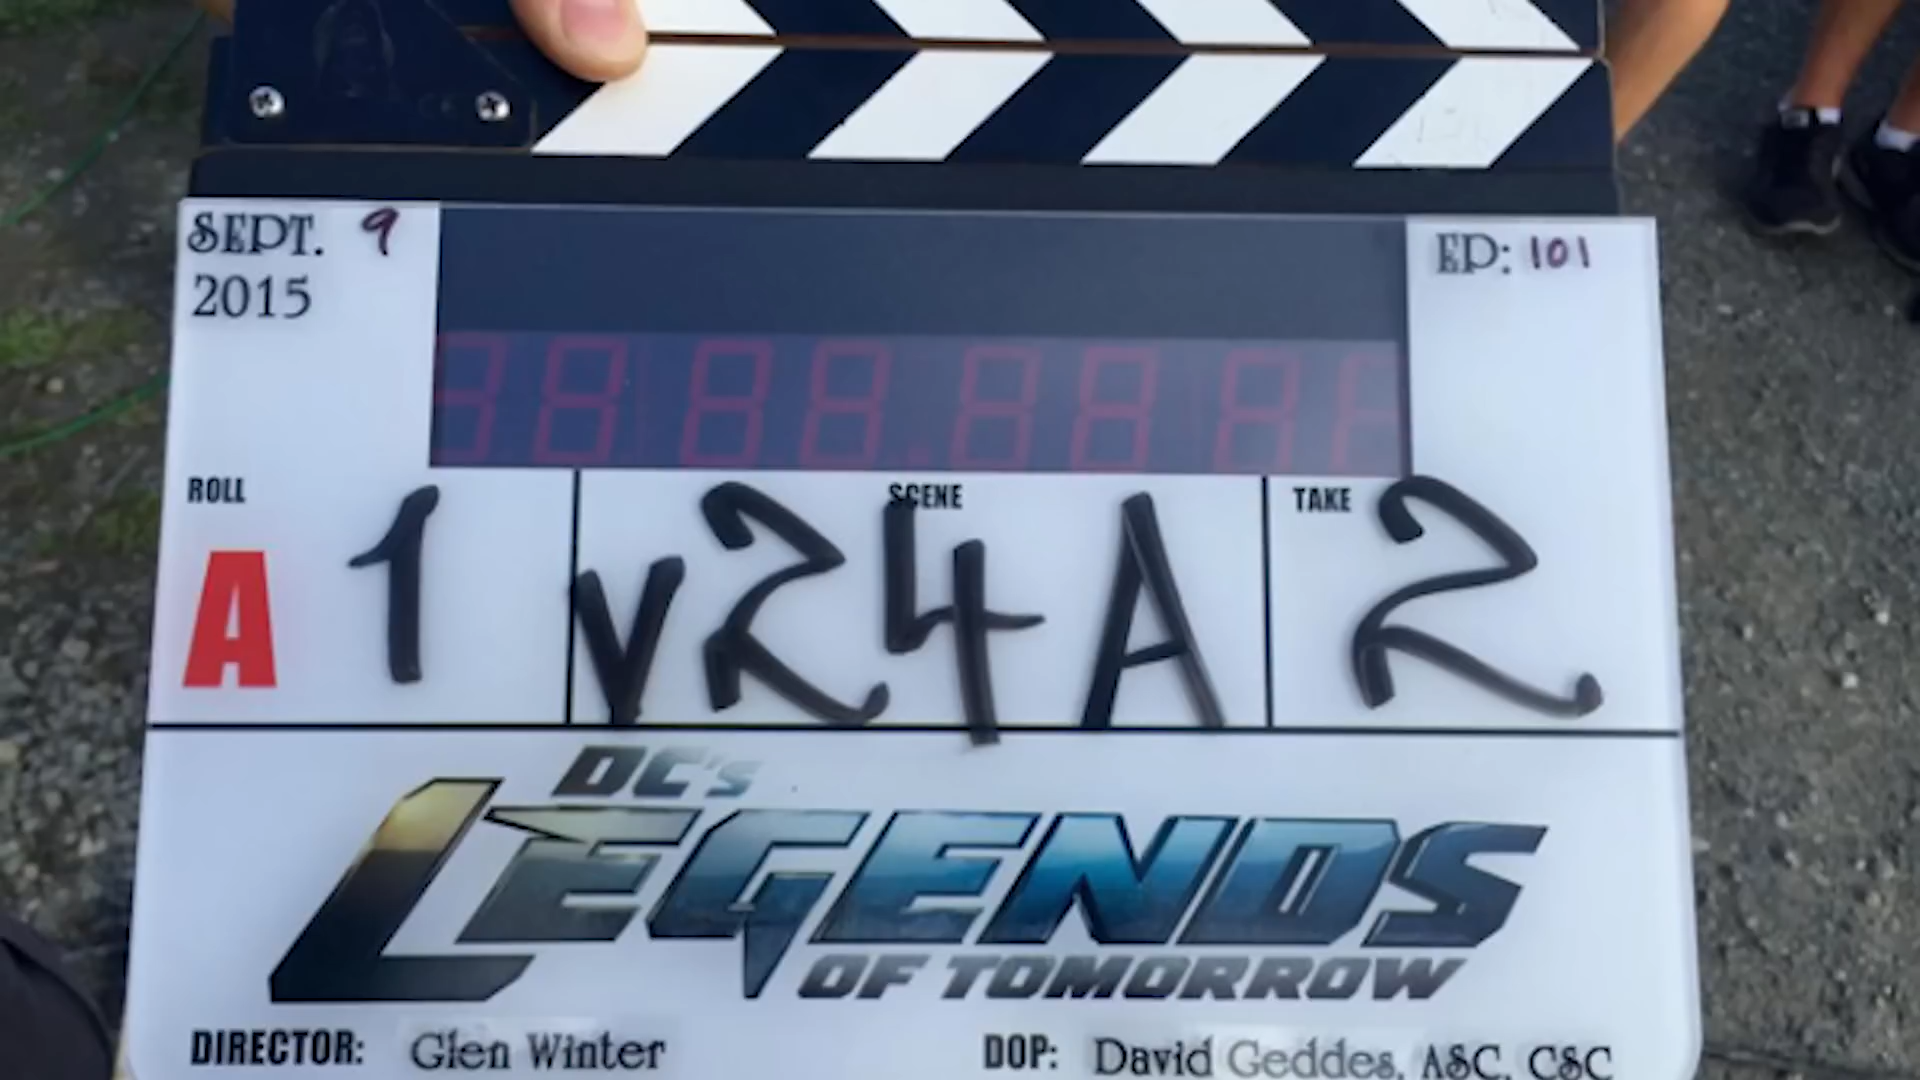 SEPT. 9
2015
EP: 101
ROLL
SCENE
TAKE
A 1
V24A
2
DC's
LEGENDS
OF TOMORROW
DIRECTOR: Glen Winter
DOP: David Geddes, ASC, CSC